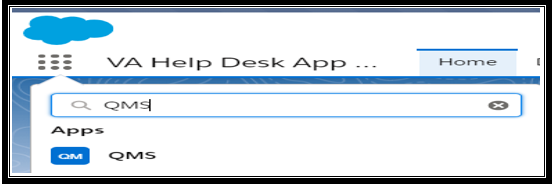 VA Help Desk App ... Home
QMS
Apps
QM QMS